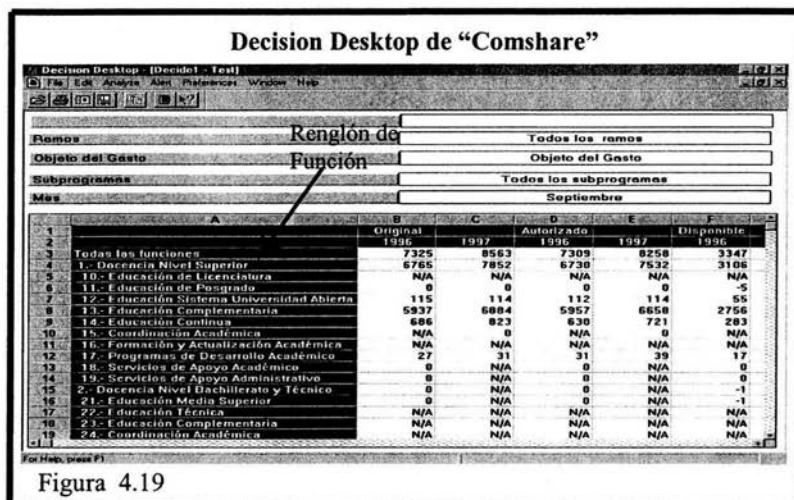 Decision Desktop de “Comshare”
Decision Desktop - [Decido1 - Test]
File Edit Analyze Alert Preferences Window Help
Renglón de Función
Ramos Todos los ramos
Objeto del Gasto Objeto del Gasto
Subprogramas Todos los subprogramas
Mes Septiembre
A B C D E F
1 Original Autorizado Disponible
2 1996 1997 1996 1997 1996
3 Todas las funciones 7325 8563 7309 8258 3347
4 1.- Docencia Nivel Superior 6765 7852 6730 7532 3106
5 10.- Educación de Licenciatura N/A N/A N/A N/A N/A
6 11.- Educación de Posgrado 0 0 0 0 -5
7 12.- Educación Sistema Universidad Abierta 115 114 112 114 55
8 13.- Educación Complementaria 5937 6884 5957 6658 2756
9 14.- Educación Continua 686 823 630 721 283
10 15.- Coordinación Académica N/A 0 N/A 0 N/A
11 16.- Formación y Actualización Académica N/A N/A N/A N/A N/A
12 17.- Programas de Desarrollo Académico 27 31 31 39 17
13 18.- Servicios de Apoyo Académico 0 N/A 0 N/A 0
14 19.- Servicios de Apoyo Administrativo 0 N/A 0 N/A 0
15 2.- Docencia Nivel Bachillerato y Técnico 0 N/A 0 N/A -1
16 21.- Educación Media Superior 0 N/A 0 N/A -1
17 22.- Educación Técnica N/A N/A N/A N/A N/A
18 23.- Educación Complementaria N/A N/A N/A N/A N/A
19 24.- Coordinación Académica N/A N/A N/A N/A N/A
For Help, press F1
Figura 4.19